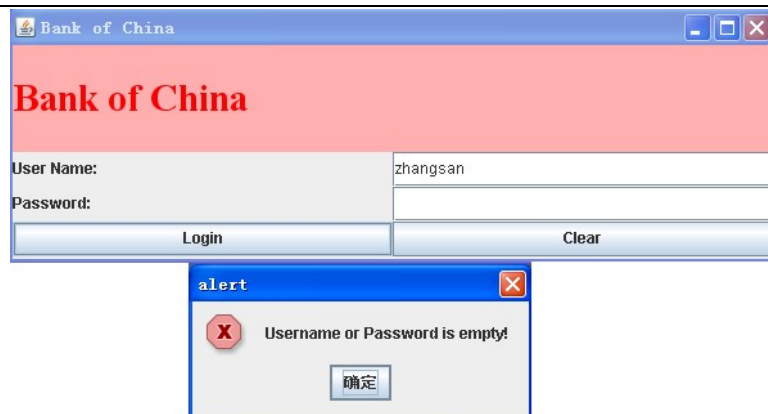 Bank of China
Bank of China
User Name: zhangsan
Password:
Login Clear
alert
Username or Password is empty!
确定